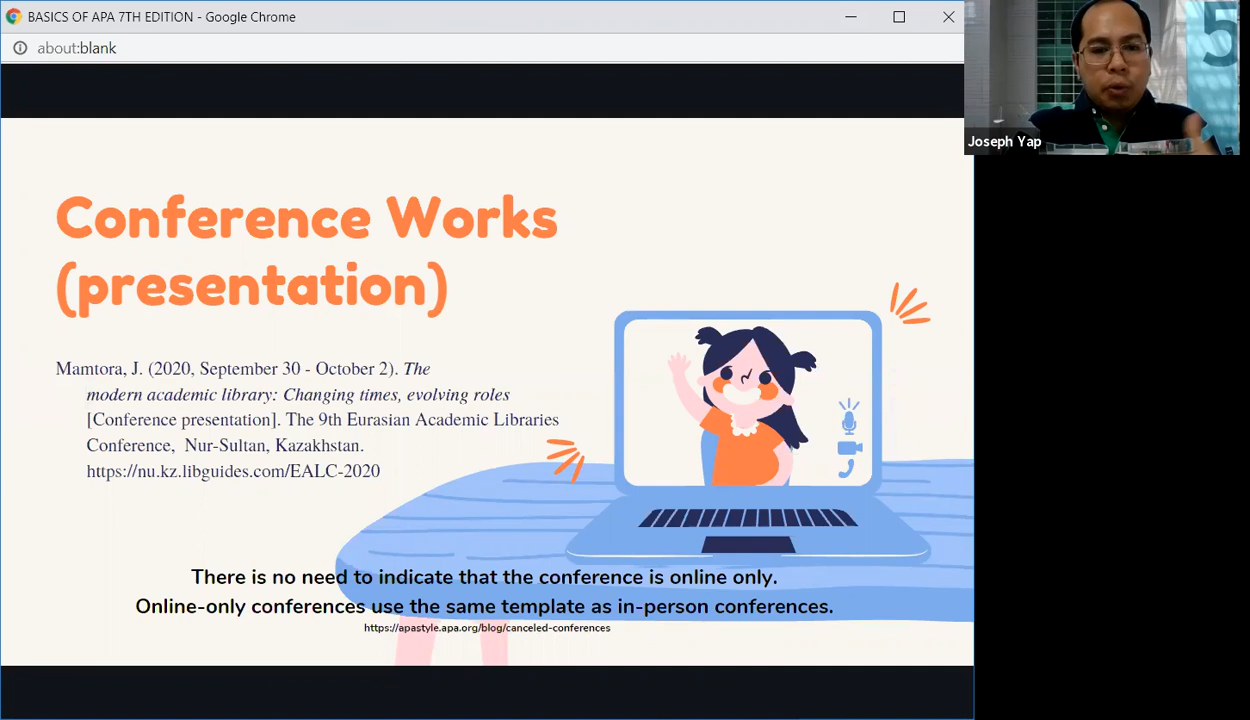 BASICS OF APA 7TH EDITION - Google Chrome
about:blank
5
Joseph Yap
Conference Works
(presentation)
Mamtora, J. (2020, September 30 - October 2). The
modern academic library: Changing times, evolving roles
[Conference presentation]. The 9th Eurasian Academic Libraries
Conference, Nur-Sultan, Kazakhstan.
https://nu.kz.libguides.com/EALC-2020
There is no need to indicate that the conference is online only.
Online-only conferences use the same template as in-person conferences.
https://apastyle.apa.org/blog/canceled-conferences